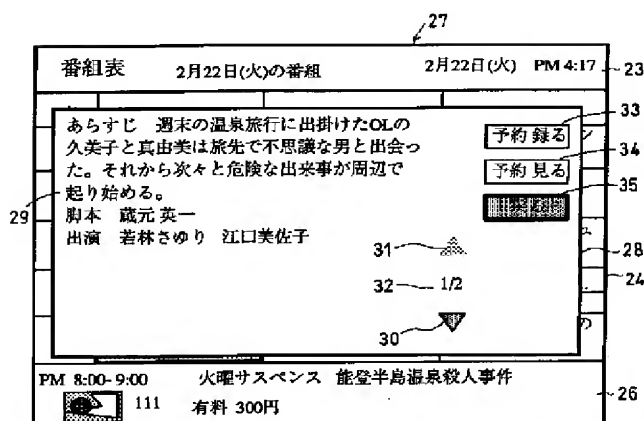 27
番組表 2月22日(火)の番組 2月22日(火) PM 4:17 23
33
あらすじ 週末の温泉旅行に出掛けたOLの 予約 録る ン
久美子と真由美は旅先で不思議な男と出会っ 34
た。それから次々と危険な出来事が周辺で 予約 見る
起り始める。 35
29
脚本 蔵元 英一
出演 若林さゆり 江口美佐子 ュ
31 28
24
32 1/2
30 の
PM 8:00-9:00 火曜サスペンス 能登半島温泉殺人事件
26
111 有料 300円